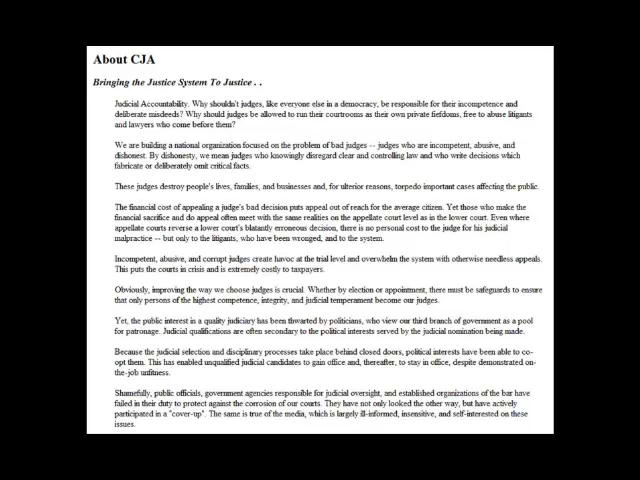 About CJA
Bringing the Justice System To Justice . .
Judicial Accountability. Why shouldn't judges, like everyone else in a democracy, be responsible for their incompetence and
deliberate misdeeds? Why should judges be allowed to run their courtrooms as their own private fiefdoms, free to abuse litigants
and lawyers who come before them?
We are building a national organization focused on the problem of bad judges -- judges who are incompetent, abusive, and
dishonest. By dishonesty, we mean judges who knowingly disregard clear and controlling law and who write decisions which
fabricate or deliberately omit critical facts.
These judges destroy people's lives, families, and businesses and, for ulterior reasons, torpedo important cases affecting the public.
The financial cost of appealing a judge's bad decision puts appeal out of reach for the average citizen. Yet those who make the
financial sacrifice and do appeal often meet with the same realities on the appellate court level as in the lower court. Even where
appellate courts reverse a lower court's blatantly erroneous decision, there is no personal cost to the judge for his judicial
malpractice -- but only to the litigants, who have been wronged, and to the system.
Incompetent, abusive, and corrupt judges create havoc at the trial level and overwhelm the system with otherwise needless appeals.
This puts the courts in crisis and is extremely costly to taxpayers.
Obviously, improving the way we choose judges is crucial. Whether by election or appointment, there must be safeguards to ensure
that only persons of the highest competence, integrity, and judicial temperament become our judges.
Yet, the public interest in a quality judiciary has been thwarted by politicians, who view our third branch of government as a pool
for patronage. Judicial qualifications are often secondary to the political interests served by the judicial nomination being made.
Because the judicial selection and disciplinary processes take place behind closed doors, political interests have been able to co-
opt them. This has enabled unqualified judicial candidates to gain office and, thereafter, to stay in office, despite demonstrated on-
the-job unfitness.
Shamefully, public officials, government agencies responsible for judicial oversight, and established organizations of the bar have
failed in their duty to protect against the corrosion of our courts. They have not only looked the other way, but have actively
participated in a "cover-up". The same is true of the media, which is largely ill-informed, insensitive, and self-interested on these
issues.